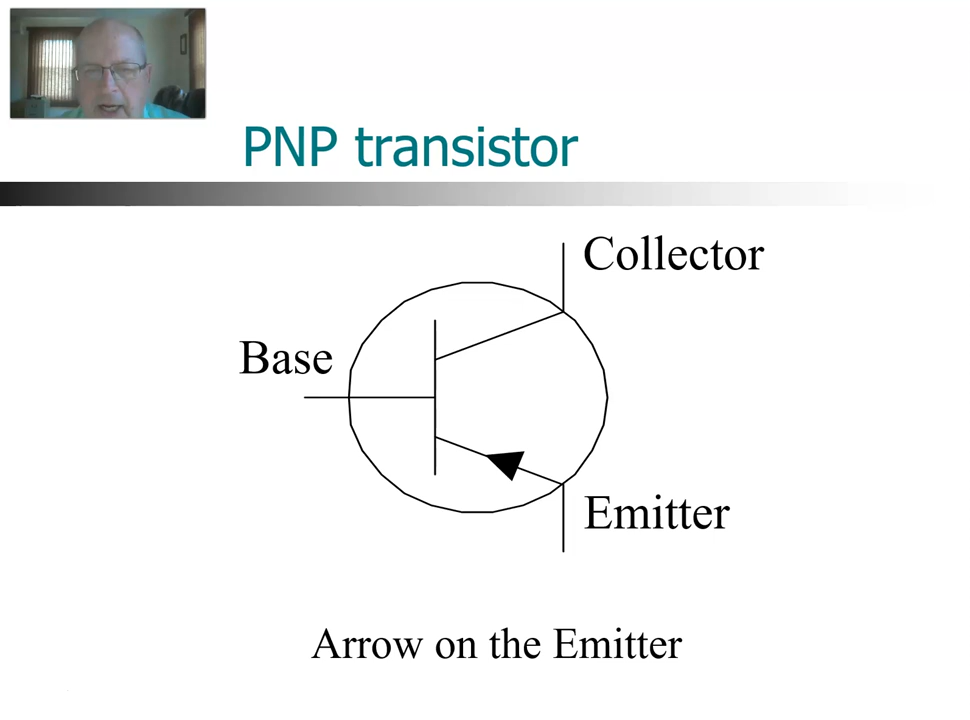 PNP transistor
Collector
Base
Emitter
Arrow on the Emitter